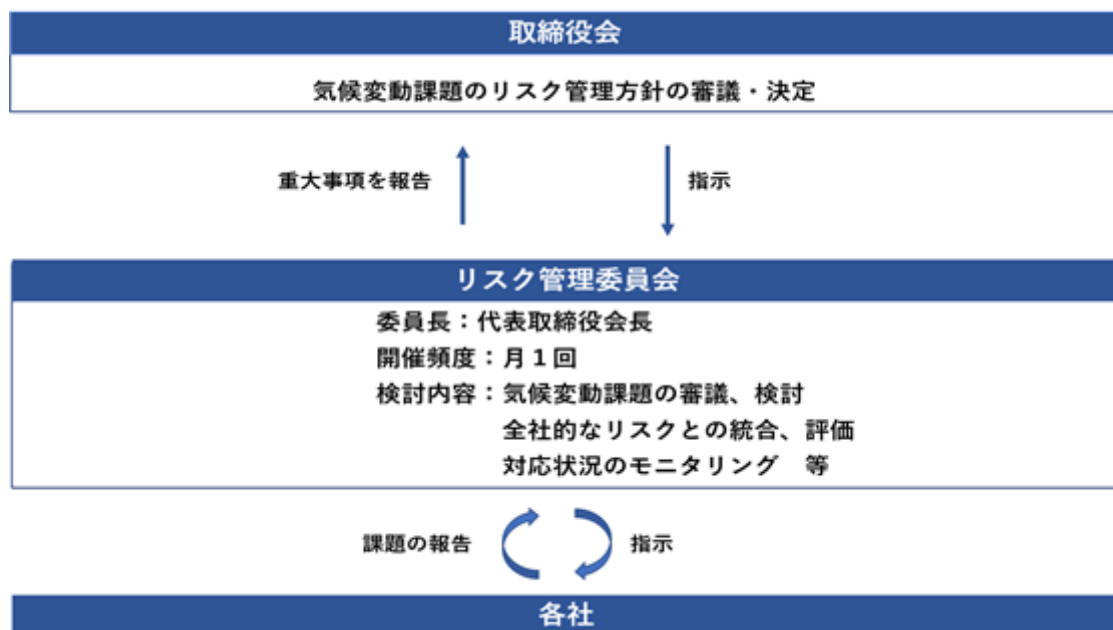 取締役会
気候変動課題のリスク管理方針の審議・決定
重大事項を報告
指示
リスク管理委員会
委員長：代表取締役会長
開催頻度：月１回
検討内容：気候変動課題の審議、検討
全社的なリスクとの統合、評価
対応状況のモニタリング　等
課題の報告
指示
各社